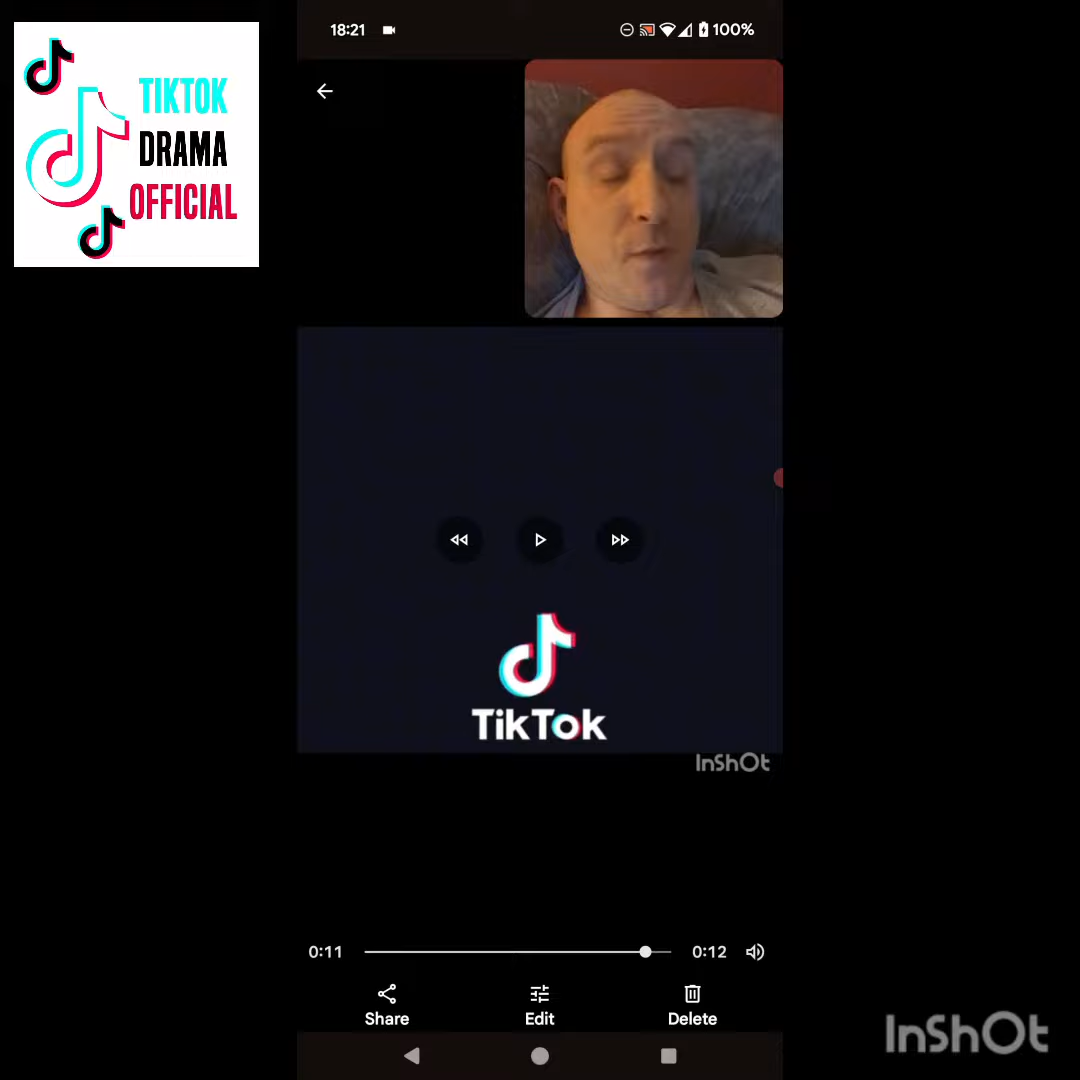 TIKTOK
DRAMA
OFFICIAL
18:21
100%
TikTok
InShOt
0:11
0:12
Share
Edit
Delete
InShOt